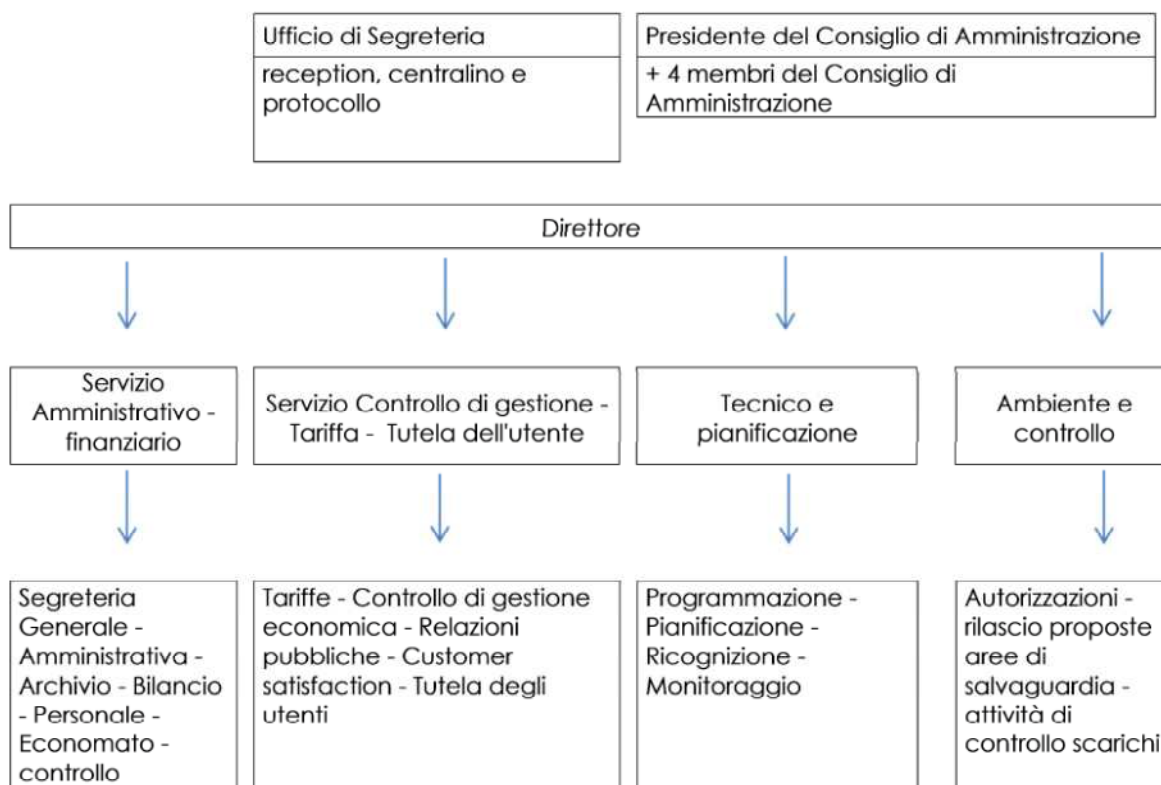 Ufficio di Segreteria
reception, centralino e
protocollo
Presidente del Consiglio di Amministrazione
+ 4 membri del Consiglio di
Amministrazione
Direttore
Servizio
Amministrativo -
finanziario
Servizio Controllo di gestione -
Tariffa - Tutela dell'utente
Tecnico e
pianificazione
Ambiente e
controllo
Segreteria
Generale -
Amministrativa -
Archivio - Bilancio
- Personale -
Economato -
controllo
Tariffe - Controllo di gestione
economica - Relazioni
pubbliche - Customer
satisfaction - Tutela degli
utenti
Programmazione -
Pianificazione -
Ricognizione -
Monitoraggio
Autorizzazioni -
rilascio proposte
aree di
salvaguardia -
attività di
controllo scarichi